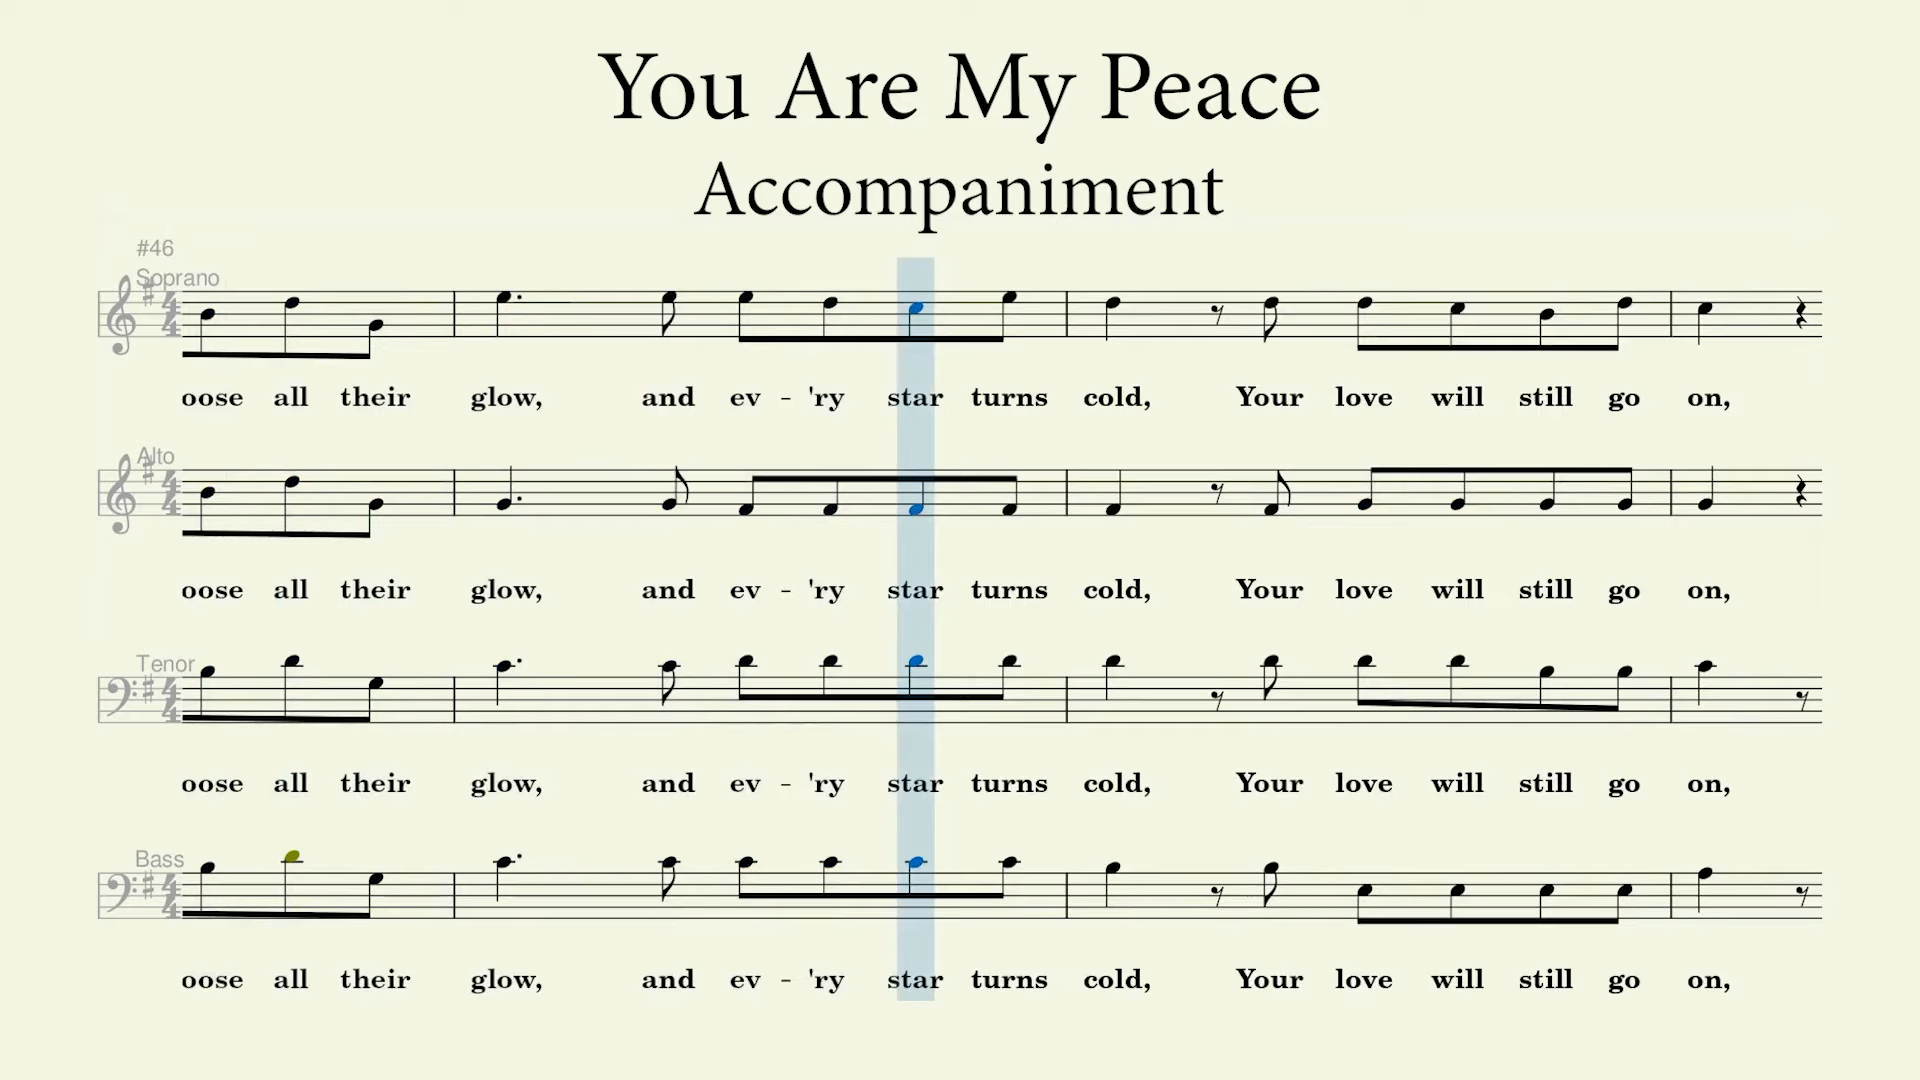 You Are My Peace
Accompaniment
#46
Soprano
oose all their glow, and ev - 'ry star turns cold, Your love will still go on,
Alto
oose all their glow, and ev - 'ry star turns cold, Your love will still go on,
Tenor
oose all their glow, and ev - 'ry star turns cold, Your love will still go on,
Bass
oose all their glow, and ev - 'ry star turns cold, Your love will still go on,